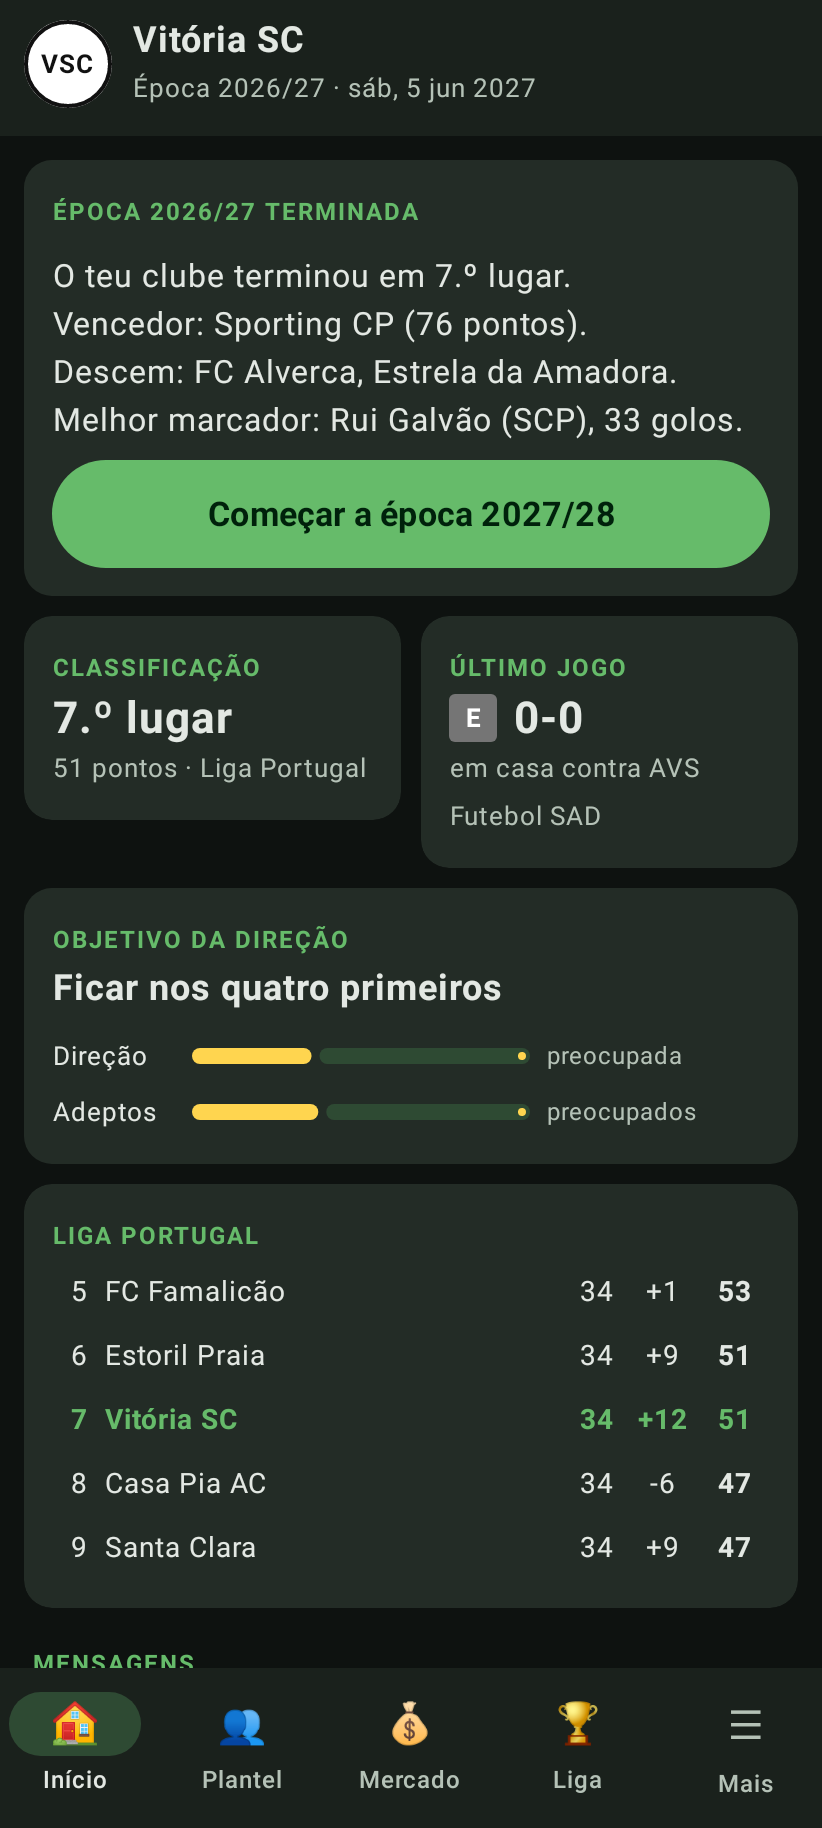 VSC
Vitória SC
Época 2026/27 · sáb, 5 jun 2027
ÉPOCA 2026/27 TERMINADA
O teu clube terminou em 7.º lugar.
Vencedor: Sporting CP (76 pontos).
Descem: FC Alverca, Estrela da Amadora.
Melhor marcador: Rui Galvão (SCP), 33 golos.
Começar a época 2027/28
CLASSIFICAÇÃO
7.º lugar
51 pontos · Liga Portugal
ÚLTIMO JOGO
E 0-0
em casa contra AVS
Futebol SAD
OBJETIVO DA DIREÇÃO
Ficar nos quatro primeiros
Direção preocupada
Adeptos preocupados
LIGA PORTUGAL
5 FC Famalicão 34 +1 53
6 Estoril Praia 34 +9 51
7 Vitória SC 34 +12 51
8 Casa Pia AC 34 -6 47
9 Santa Clara 34 +9 47
MENSAGENS
Início Plantel Mercado Liga Mais